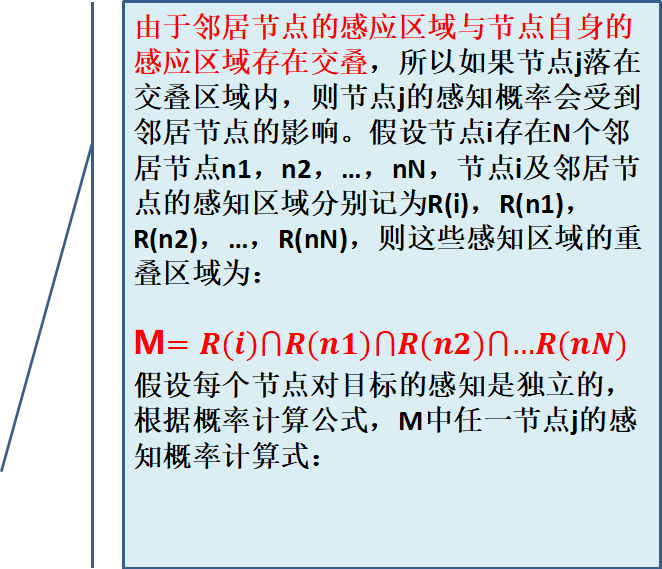 由于邻居节点的感应区域与节点自身的
感应区域存在交叠，所以如果节点j落在
交叠区域内，则节点j的感知概率会受到
邻居节点的影响。假设节点i存在N个邻
居节点n1，n2，…，nN，节点i及邻居节
点的感知区域分别记为R(i)，R(n1)，
R(n2)，…，R(nN)，则这些感知区域的重
叠区域为：
M= R(i)⋂R(n1)⋂R(n2)⋂…R(nN)
假设每个节点对目标的感知是独立的，
根据概率计算公式，M中任一节点j的感
知概率计算式：